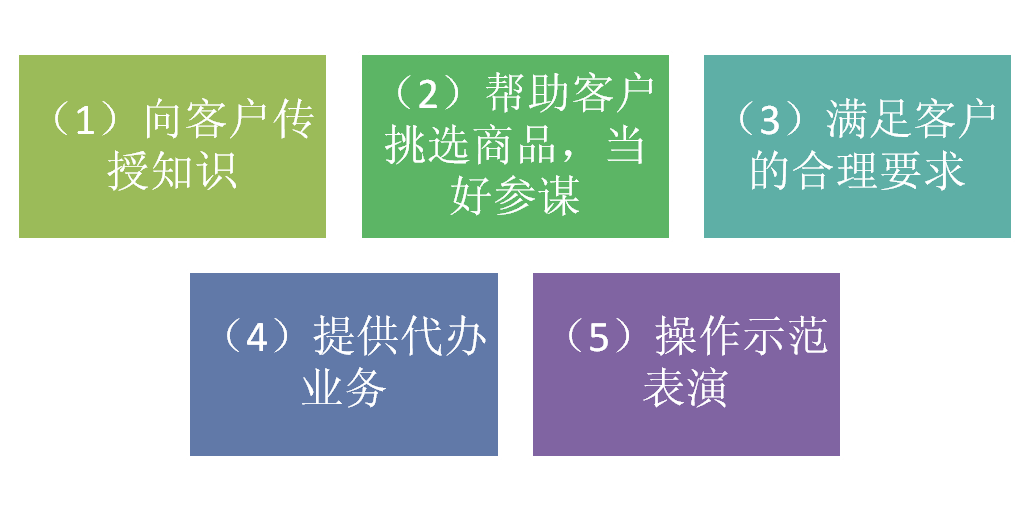 （1）向客户传
授知识
（2）帮助客户
挑选商品，当
好参谋
（3）满足客户
的合理要求
（4）提供代办
业务
（5）操作示范
表演